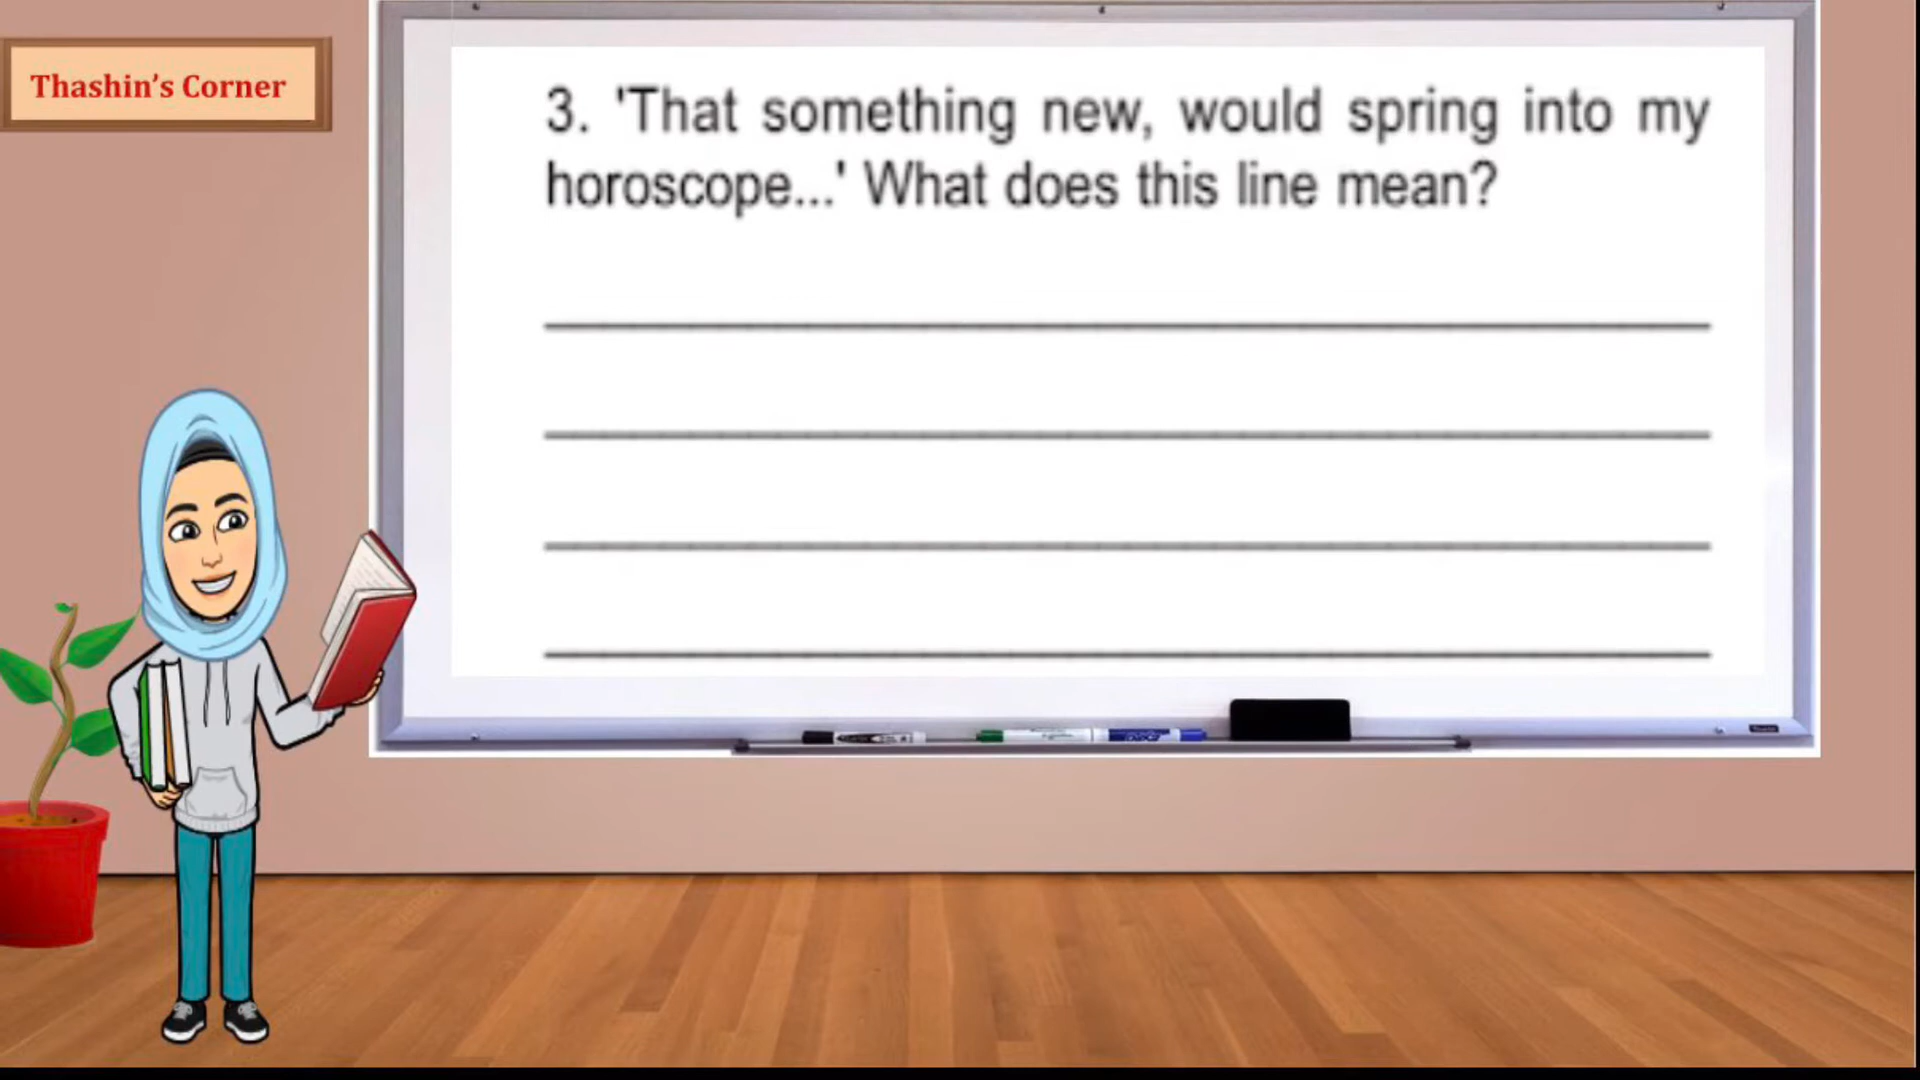 Thashin's Corner
3. 'That something new, would spring into my
horoscope...' What does this line mean?